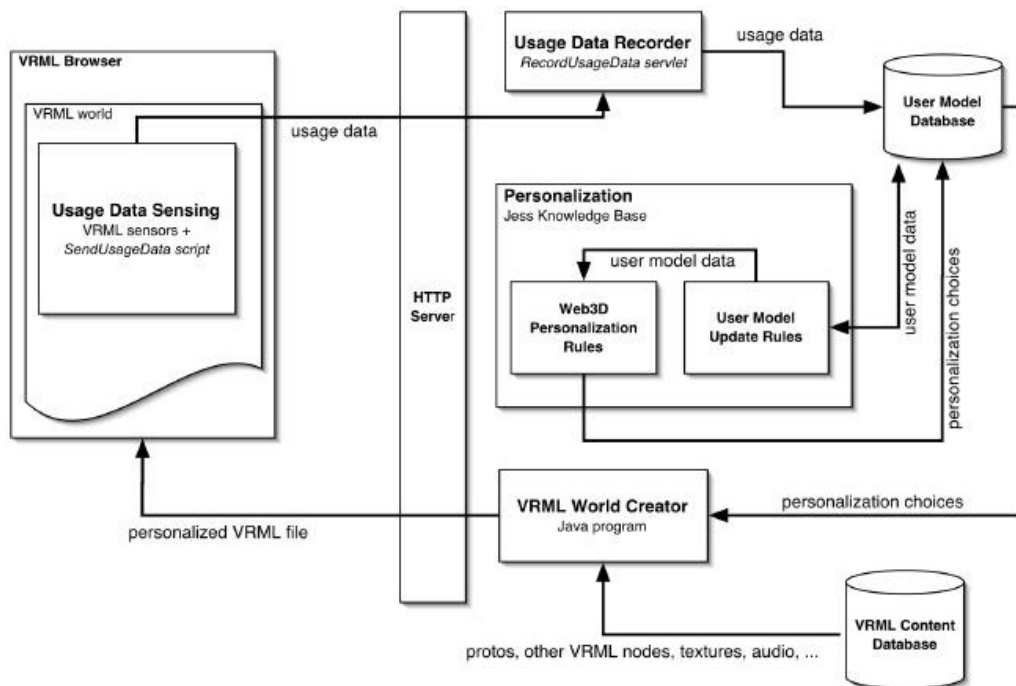 VRML Browser
VRML world
Usage Data Sensing
VRML sensors +
SendUsageData script
usage data
HTTP
Server
Usage Data Recorder
RecordUsageData servlet
usage data
User Model
Database
Personalization
Jess Knowledge Base
user model data
Web3D
Personalization
Rules
User Model
Update Rules
user model data
personalization choices
VRML World Creator
Java program
personalization choices
personalized VRML file
VRML Content
Database
protos, other VRML nodes, textures, audio, ...